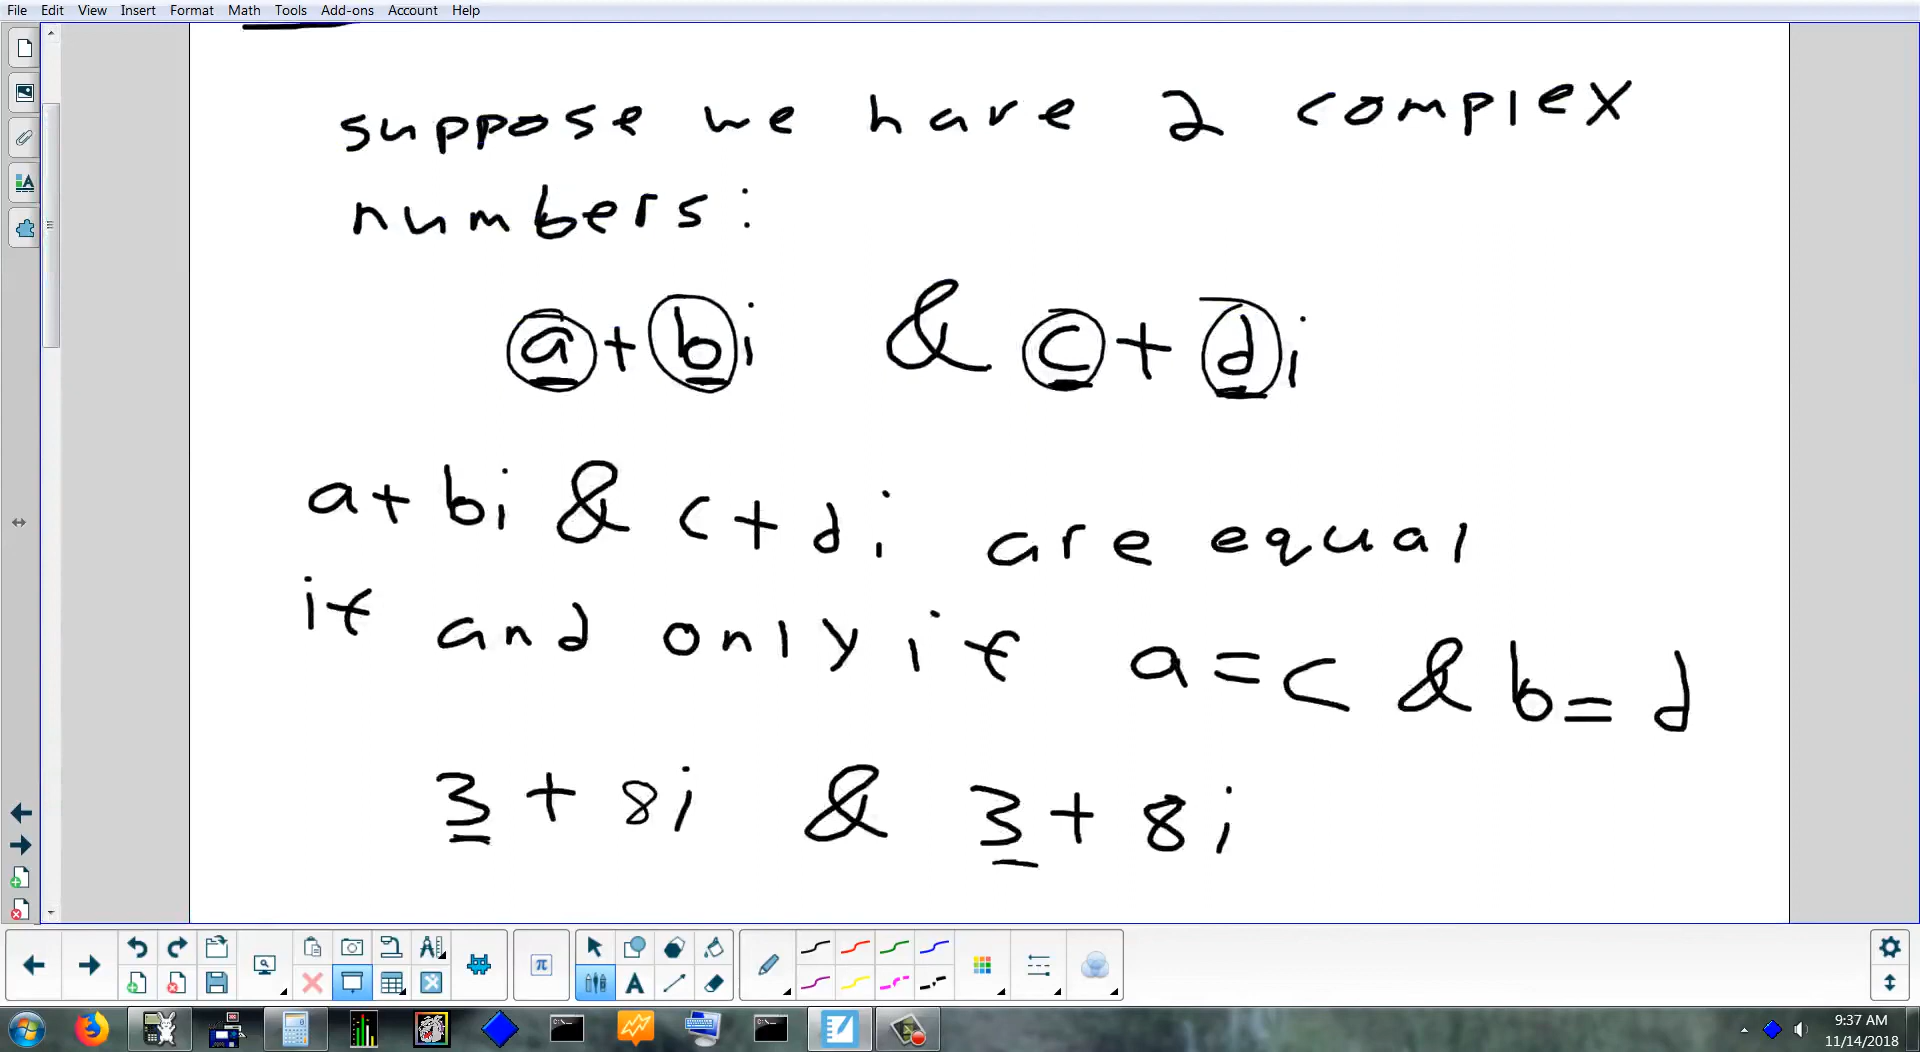 File Edit View Insert Format Math Tools Add-ons Account Help
suppose we have 2 complex
numbers:
a + bi & c + di
a + bi & c + di are equal
if and only if a = c & b = d
3 + 8i & 3 + 8i
π
A
9:37 AM
11/14/2018